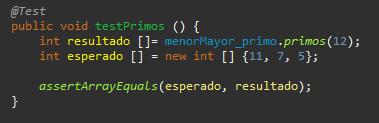 @Test
public void testPrimos () {
    int resultado []= menorMayor_primo.primos(12);
    int esperado [] = new int [] {11, 7, 5};
    assertArrayEquals(esperado, resultado);
}